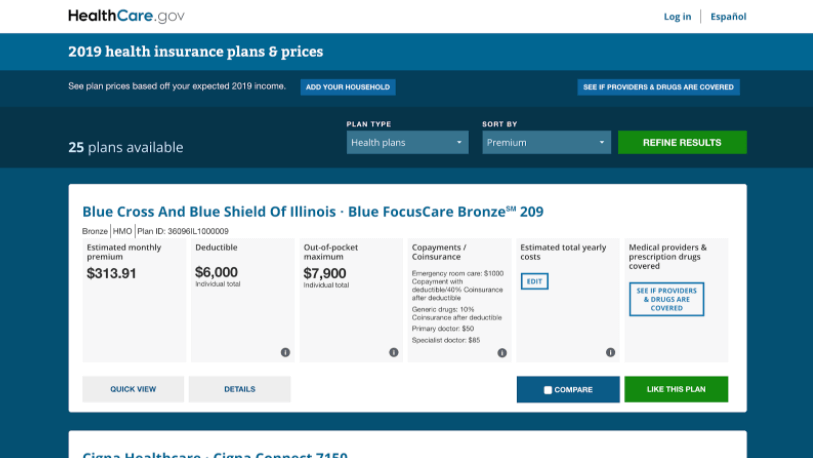 HealthCare.gov
Log in
Español
2019 health insurance plans & prices
See plan prices based off your expected 2019 income.
ADD YOUR HOUSEHOLD
SEE IF PROVIDERS & DRUGS ARE COVERED
25 plans available
PLAN TYPE
Health plans
SORT BY
Premium
REFINE RESULTS
Blue Cross And Blue Shield Of Illinois · Blue FocusCare Bronze℠ 209
Bronze | HMO | Plan ID: 36096IL1000009
Estimated monthly
premium
$313.91
Deductible
$6,000
Individual total
Out-of-pocket
maximum
$7,900
Individual total
Copayments /
Coinsurance
Emergency room care: $1000
Copayment with
deductible/40% Coinsurance
after deductible
Generic drugs: 10%
Coinsurance after deductible
Primary doctor: $50
Specialist doctor: $85
Estimated total yearly
costs
EDIT
Medical providers &
prescription drugs
covered
SEE IF PROVIDERS
& DRUGS ARE
COVERED
QUICK VIEW
DETAILS
COMPARE
LIKE THIS PLAN
Cigna Healthcare · Cigna Connect 7150